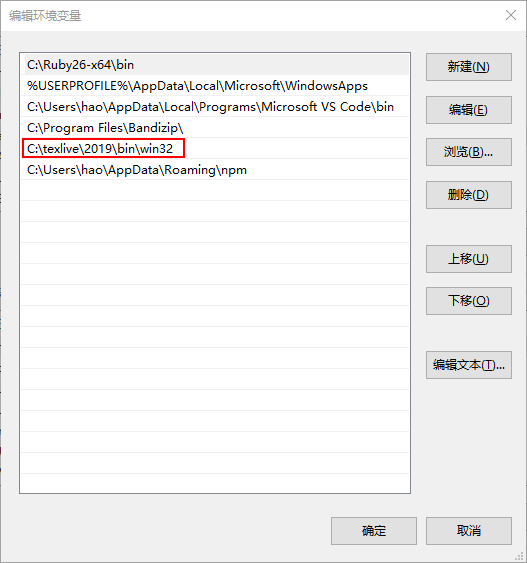 编辑环境变量
C:\Ruby26-x64\bin
%USERPROFILE%\AppData\Local\Microsoft\WindowsApps
C:\Users\hao\AppData\Local\Programs\Microsoft VS Code\bin
C:\Program Files\Bandizip\
C:\texlive\2019\bin\win32
C:\Users\hao\AppData\Roaming\npm
新建(N)
编辑(E)
浏览(B)...
删除(D)
上移(U)
下移(O)
编辑文本(T)...
确定
取消